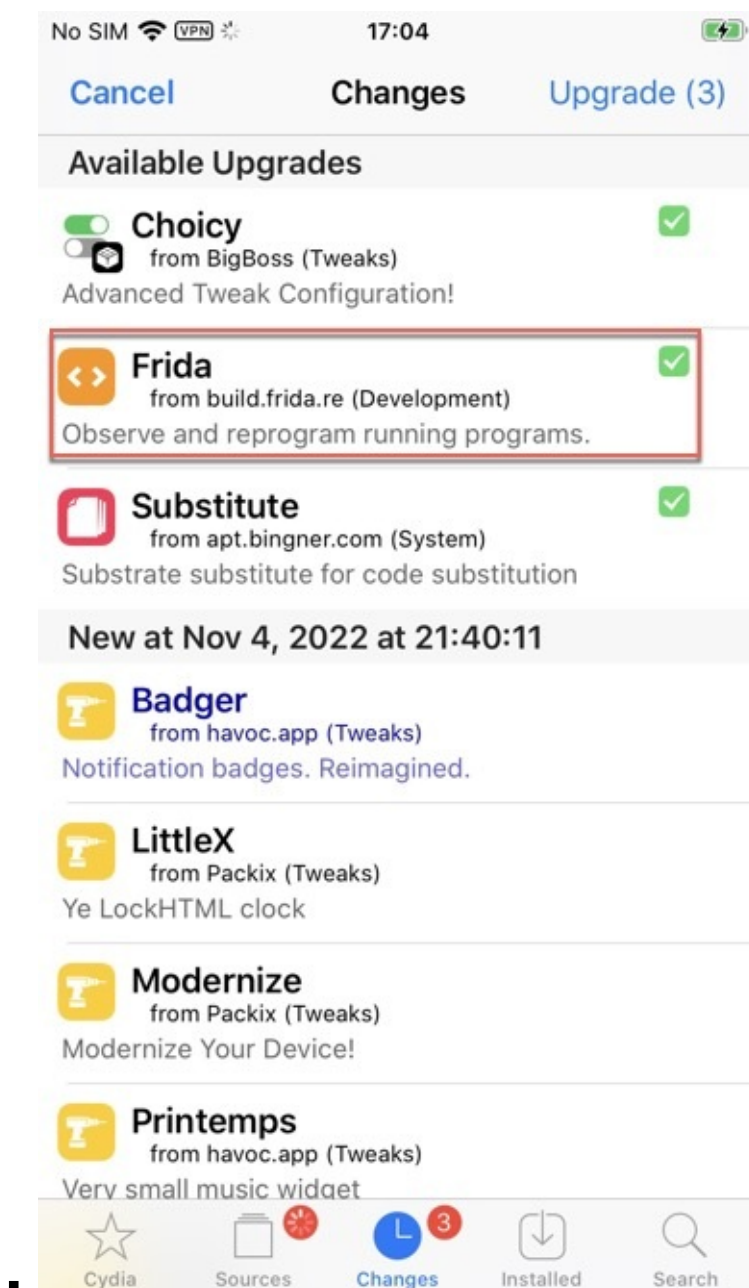 No SIM VPN 17:04
Cancel Changes Upgrade (3)
Available Upgrades
Choicy
from BigBoss (Tweaks)
Advanced Tweak Configuration!
Frida
from build.frida.re (Development)
Observe and reprogram running programs.
Substitute
from apt.bingner.com (System)
Substrate substitute for code substitution
New at Nov 4, 2022 at 21:40:11
Badger
from havoc.app (Tweaks)
Notification badges. Reimagined.
LittleX
from Packix (Tweaks)
Ye LockHTML clock
Modernize
from Packix (Tweaks)
Modernize Your Device!
Printemps
from havoc.app (Tweaks)
Very small music widget
3
Cydia Sources Changes Installed Search